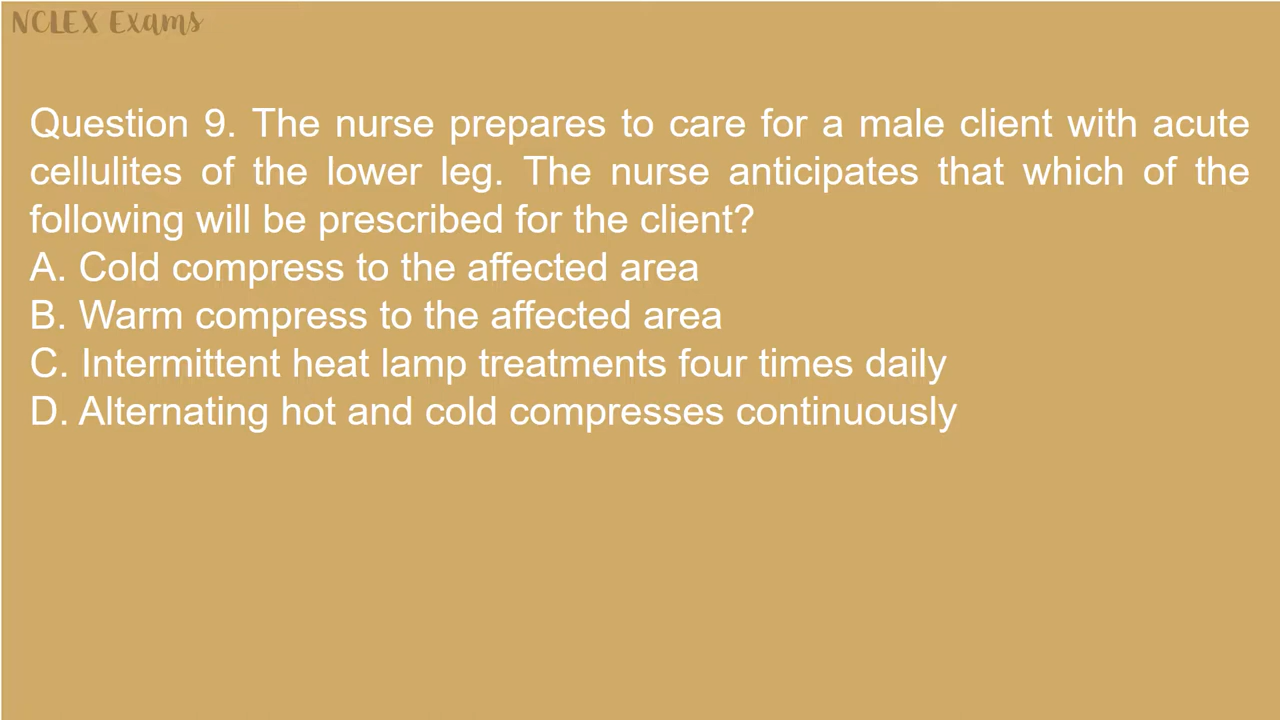 NCLEX Exams
Question 9. The nurse prepares to care for a male client with acute
cellulites of the lower leg. The nurse anticipates that which of the
following will be prescribed for the client?
A. Cold compress to the affected area
B. Warm compress to the affected area
C. Intermittent heat lamp treatments four times daily
D. Alternating hot and cold compresses continuously